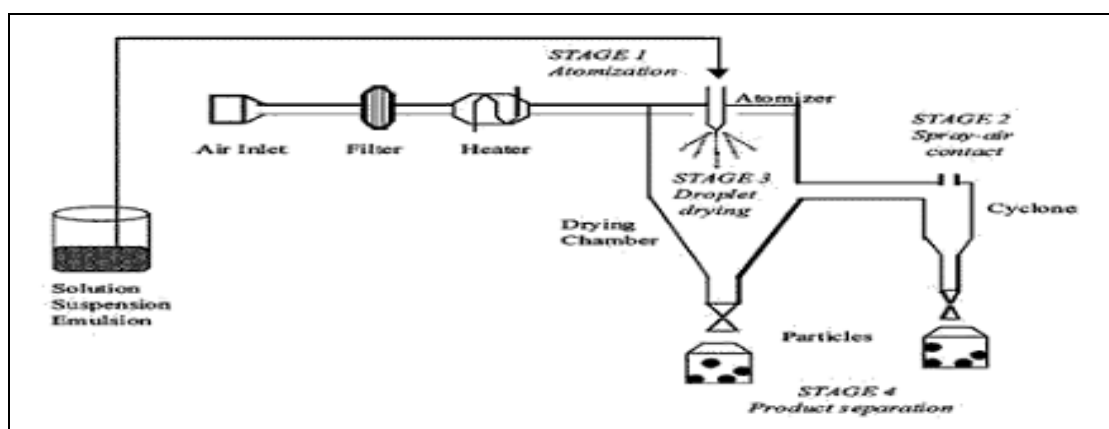 STAGE 1
Atomization
Atomizer
STAGE 2
Spray-air
contact
Air Inlet
Filter
Heater
STAGE 3
Droplet
drying
Cyclone
Drying
Chamber
Solution
Suspension
Emulsion
Particles
STAGE 4
Product separation